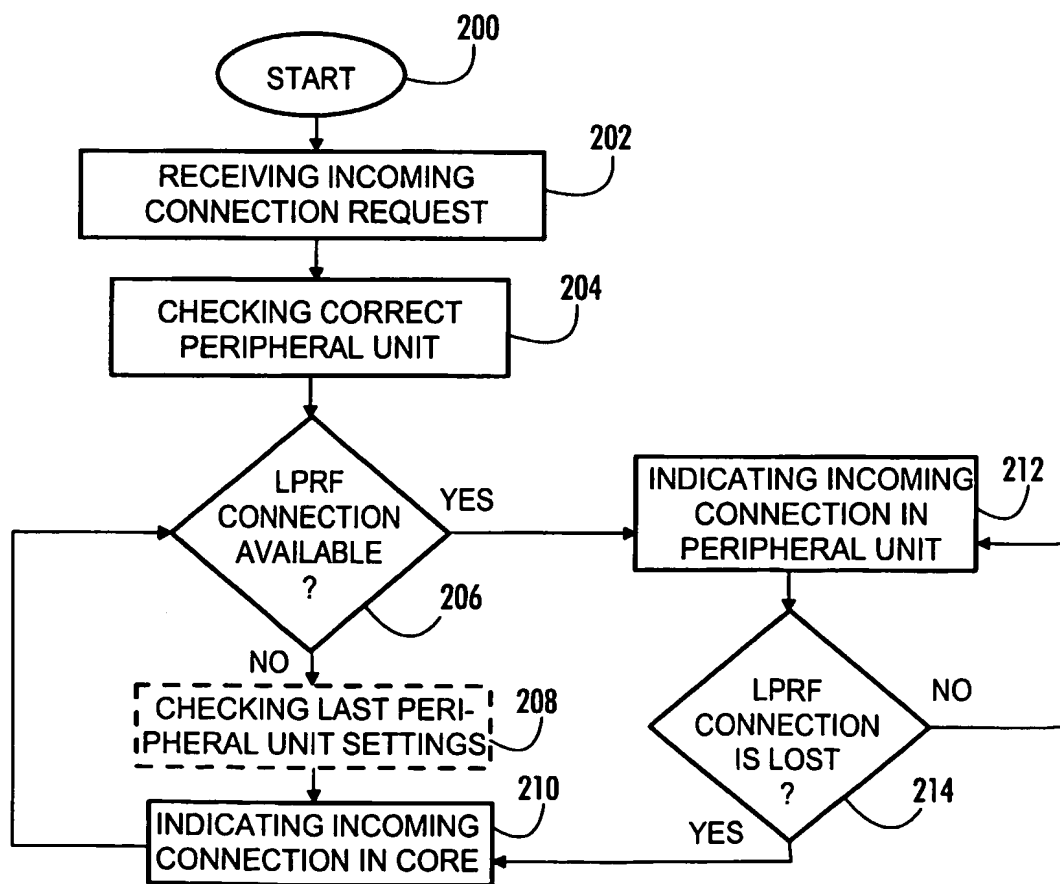 200
START
202
RECEIVING INCOMING
CONNECTION REQUEST
204
CHECKING CORRECT
PERIPHERAL UNIT
LPRF
CONNECTION
AVAILABLE
?
YES
206
NO
212
INDICATING INCOMING
CONNECTION IN
PERIPHERAL UNIT
CHECKING LAST PERI-
PHERAL UNIT SETTINGS
208
LPRF
CONNECTION
IS LOST
?
NO
214
YES
210
INDICATING INCOMING
CONNECTION IN CORE